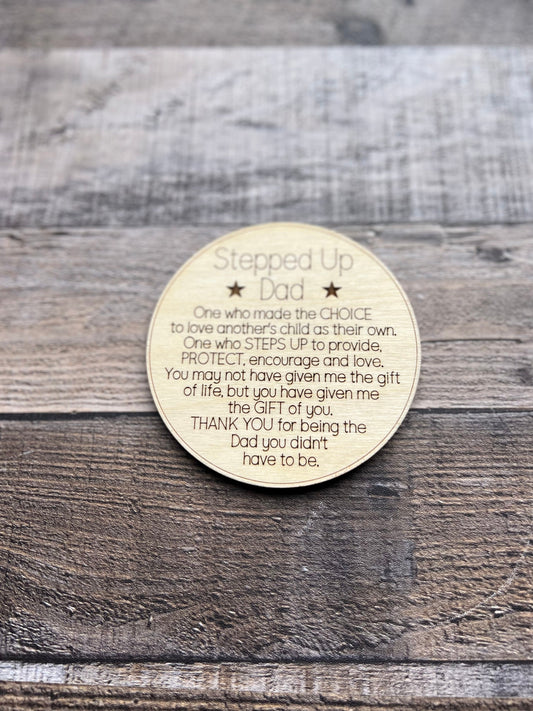 Stepped Up
Dad
One who made the CHOICE
to love another's child as their own.
One who STEPS UP to provide,
PROTECT, encourage and love.
You may not have given me the gift
of life, but you have given me
the GIFT of you.
THANK YOU for being the
Dad you didn't
have to be.